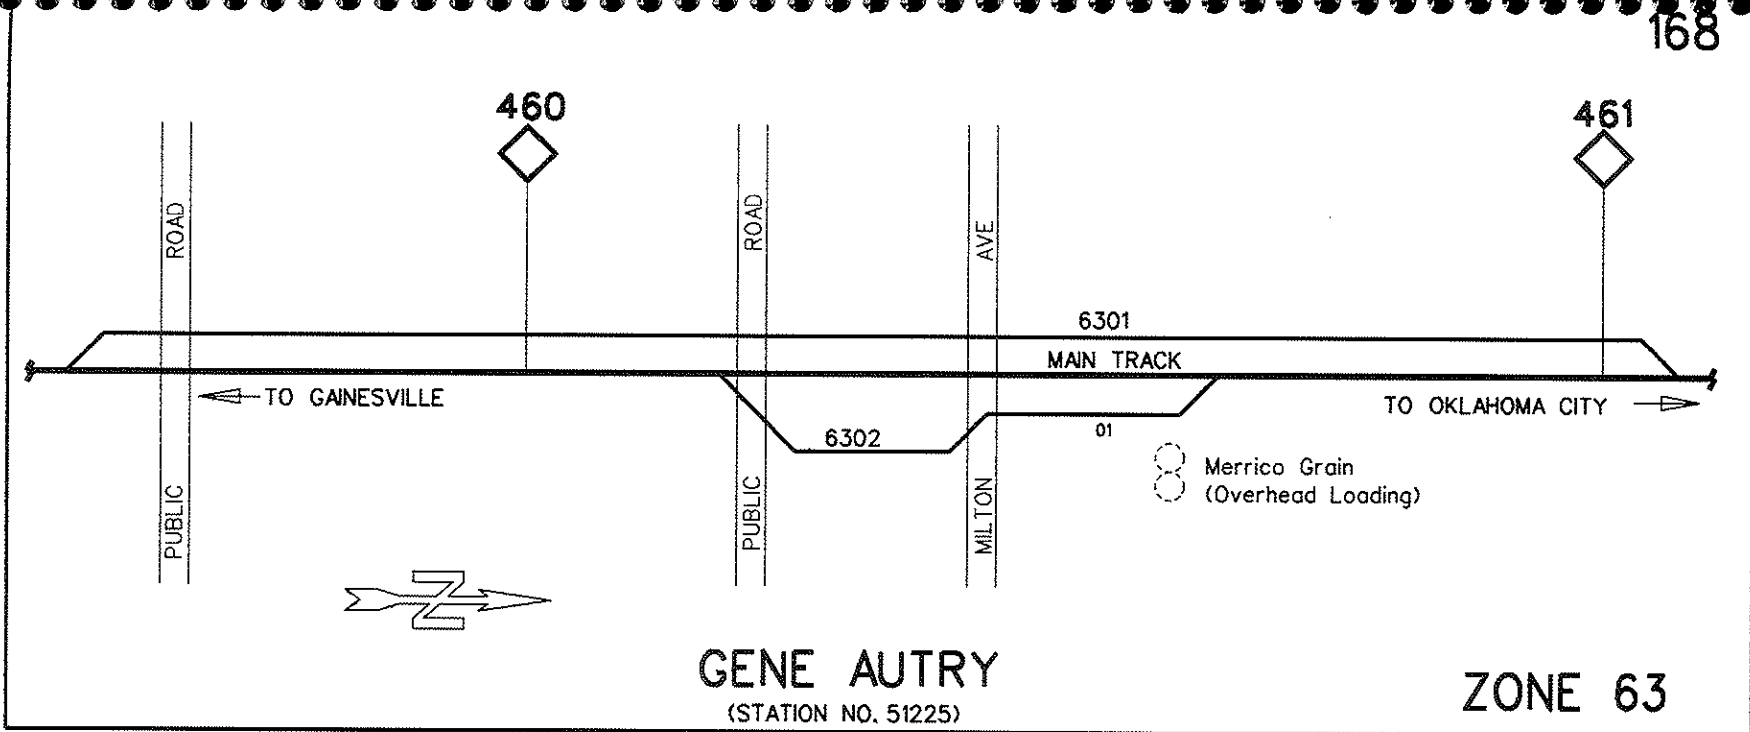 168
460
461
PUBLIC ROAD
PUBLIC ROAD
MILTON AVE
6301
MAIN TRACK
TO GAINESVILLE
TO OKLAHOMA CITY
6302
01
Merrico Grain
(Overhead Loading)
N
GENE AUTRY
(STATION NO. 51225)
ZONE 63